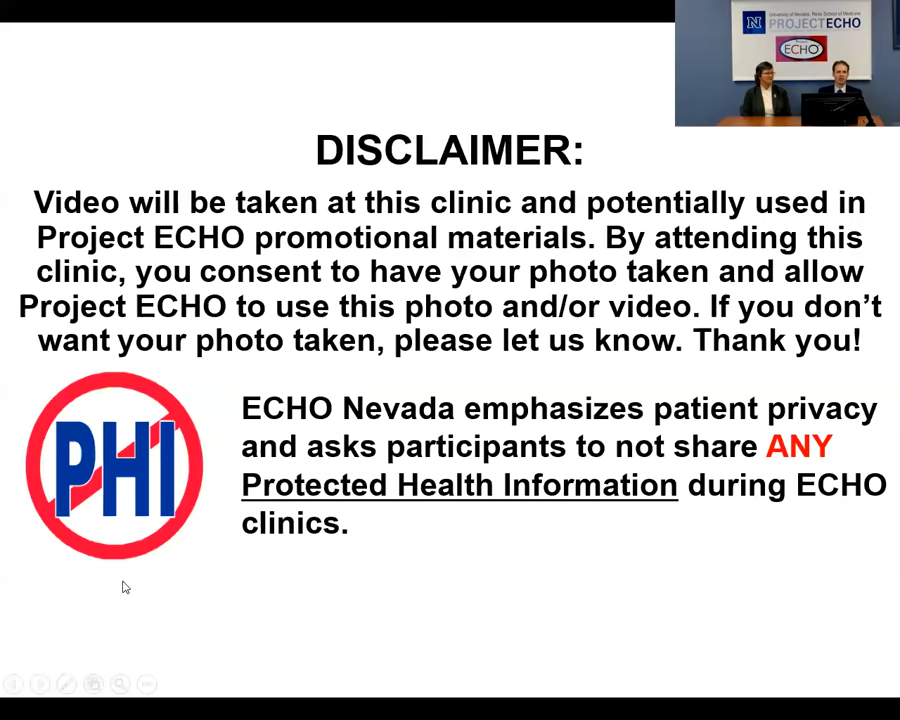 University of Nevada, Reno School of Medicine
N PROJECTECHO
ECHO
DISCLAIMER:
Video will be taken at this clinic and potentially used in
Project ECHO promotional materials. By attending this
clinic, you consent to have your photo taken and allow
Project ECHO to use this photo and/or video. If you don’t
want your photo taken, please let us know. Thank you!
PHI
ECHO Nevada emphasizes patient privacy
and asks participants to not share ANY
Protected Health Information during ECHO
clinics.